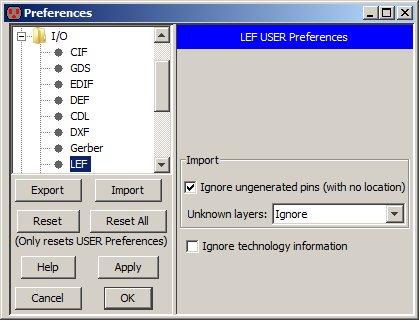 Preferences
I/O
CIF
GDS
EDIF
DEF
CDL
DXF
Gerber
LEF
Export
Import
Reset
Reset All
(Only resets USER Preferences)
Help
Apply
Cancel
OK
LEF USER Preferences
Import
Ignore ungenerated pins (with no location)
Unknown layers: Ignore
Ignore technology information